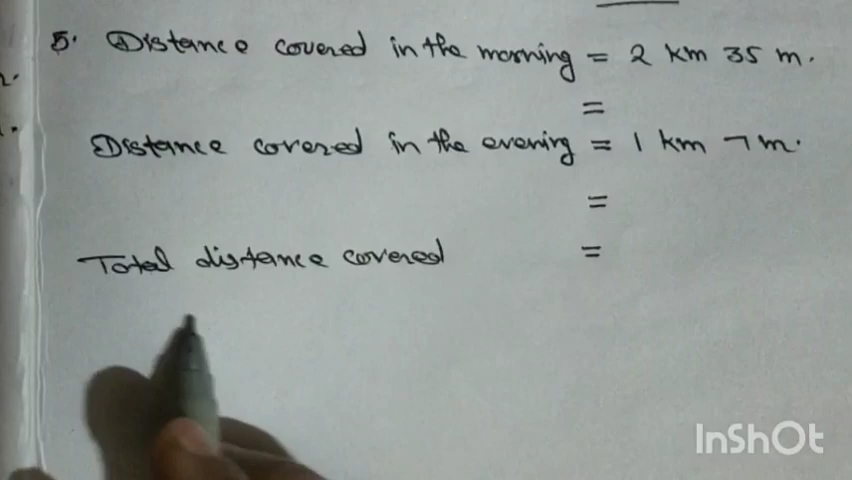 5. Distance covered in the morning = 2 km 35 m.
=
Distance covered in the evening = 1 km 7 m.
=
Total distance covered =
InShOt